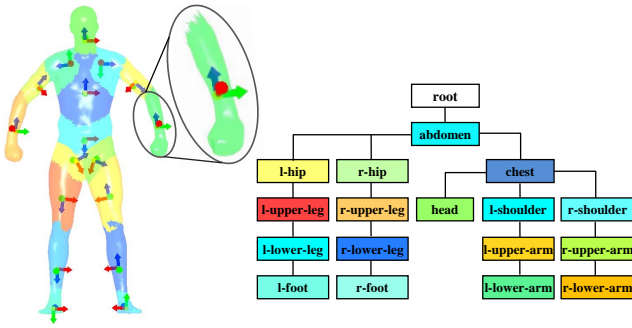 root
abdomen
l-hip
r-hip
chest
l-upper-leg
r-upper-leg
head
l-shoulder
r-shoulder
l-lower-leg
r-lower-leg
l-upper-arm
r-upper-arm
l-foot
r-foot
l-lower-arm
r-lower-arm